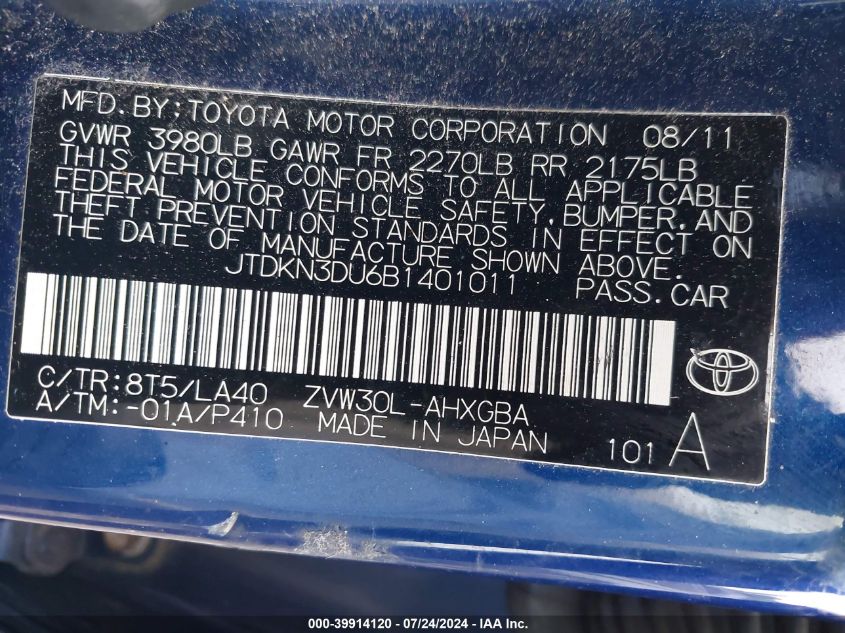 MFD. BY: TOYOTA MOTOR CORPORATION 08/11
GVWR 3980LB GAWR FR 2270LB RR 2175LB
THIS VEHICLE CONFORMS TO ALL APPLICABLE
FEDERAL MOTOR VEHICLE SAFETY, BUMPER, AND
THEFT PREVENTION STANDARDS IN EFFECT ON
THE DATE OF MANUFACTURE SHOWN ABOVE.
JTDKN3DU6B1401011 PASS. CAR
C/TR: 8T5/LA40 ZVW30L-AHXGBA
A/TM: -01A/P410 MADE IN JAPAN 101 A
000-39914120 - 07/24/2024 - IAA Inc.